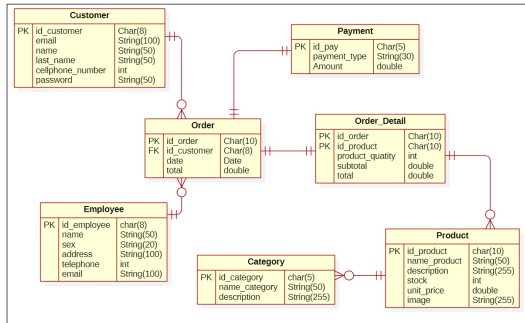 Customer
PK id_customer Char(8)
email String(100)
name String(50)
last_name String(50)
cellphone_number int
password String(50)
Payment
PK id_pay Char(5)
payment_type String(30)
Amount double
Order
PK id_order Char(10)
FK id_customer Char(8)
date Date
total double
Order_Detail
PK id_order Char(10)
PK id_product Char(10)
product_quatity int
subtotal double
total double
Employee
PK id_employee char(8)
name String(50)
sex String(20)
address String(100)
telephone int
email String(100)
Category
PK id_category char(5)
name_category String(50)
description String(255)
Product
PK id_product char(10)
name_product String(50)
description String(255)
stock int
unit_price double
image String(255)